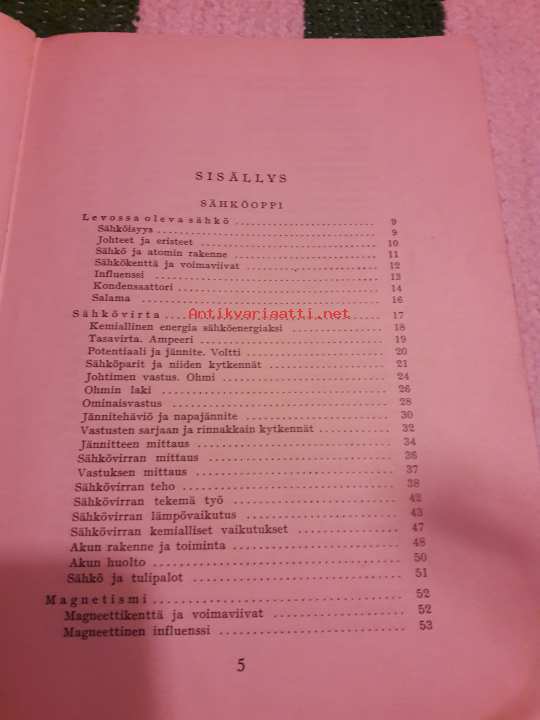 SISÄLLYS
SÄHKÖOPPI
Levossa oleva sähkö 9
Sähköisyys 9
Johteet ja eristeet 10
Sähkö ja atomin rakenne 11
Sähkökenttä ja voimaviivat 12
Influenssi 13
Kondensaattori 14
Salama 16
Antikvariaatti.net
Sähkövirta 17
Kemiallinen energia sähköenergiaksi 18
Tasavirta. Ampeeri 19
Potentiaali ja jännite. Voltti 20
Sähköparit ja niiden kytkennät 21
Johtimen vastus. Ohmi 24
Ohmin laki 26
Ominaisvastus 28
Jännitehäviö ja napajännite 30
Vastusten sarjaan ja rinnakkain kytkennät 32
Jännitteen mittaus 34
Sähkövirran mittaus 36
Vastuksen mittaus 37
Sähkövirran teho 38
Sähkövirran tekemä työ 42
Sähkövirran lämpövaikutus 43
Sähkövirran kemialliset vaikutukset 47
Akun rakenne ja toiminta 48
Akun huolto 50
Sähkö ja tulipalot 51
Magnetismi 52
Magneettikenttä ja voimaviivat 52
Magneettinen influenssi 53
5